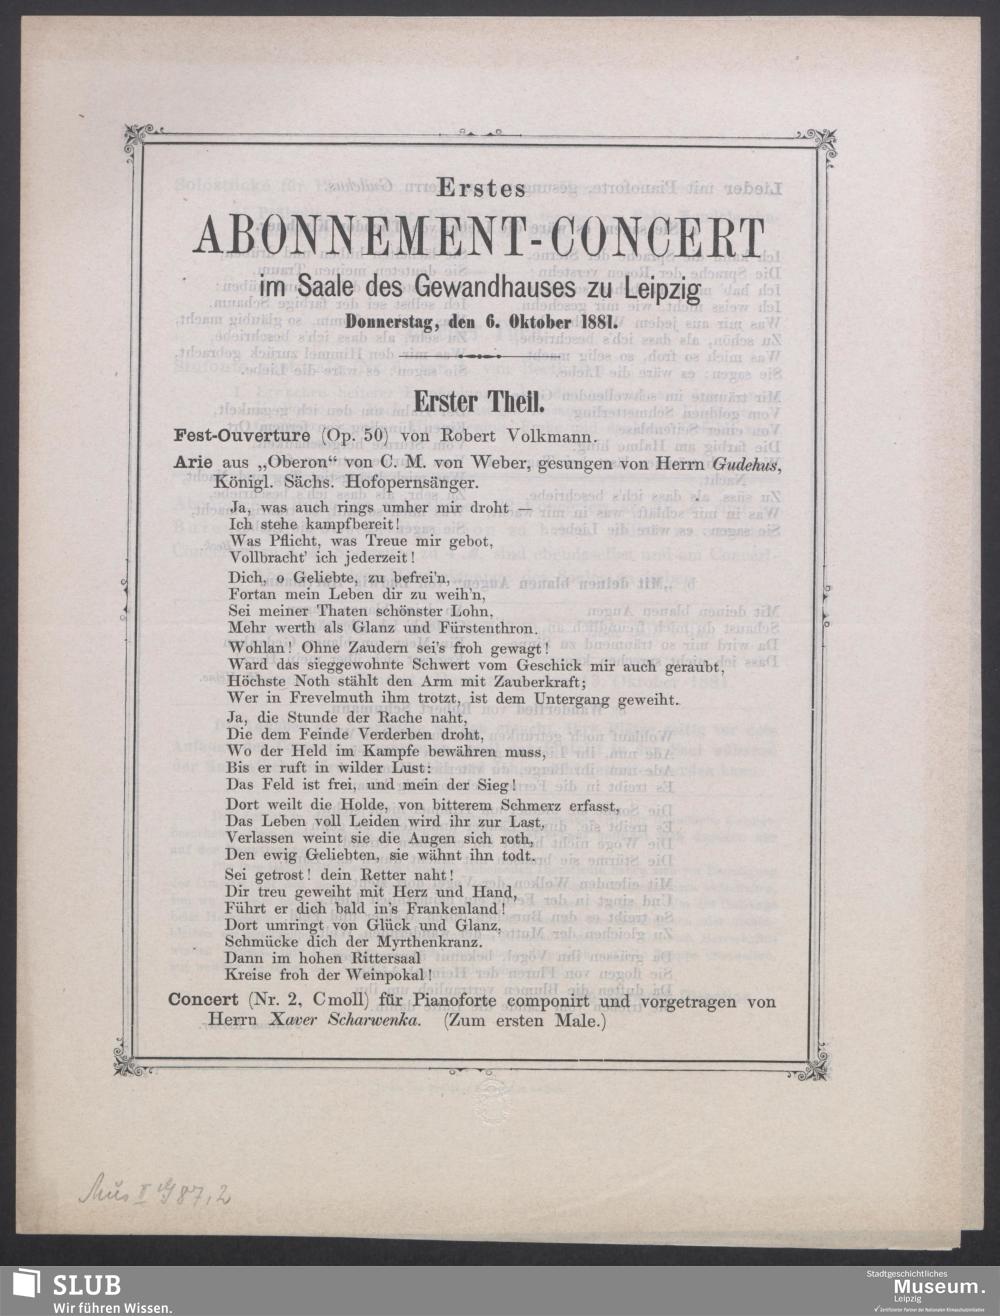 Erstes
ABONNEMENT-CONCERT
im Saale des Gewandhauses zu Leipzig
Donnerstag, den 6. Oktober 1881.
Erster Theil.
Fest-Ouverture (Op. 50) von Robert Volkmann.
Arie aus „Oberon“ von C. M. von Weber, gesungen von Herrn Gudehus,
Königl. Sächs. Hofopernsänger.
Ja, was auch rings umher mir droht —
Ich stehe kampfbereit!
Was Pflicht, was Treue mir gebot,
Vollbracht' ich jederzeit!
Dich, o Geliebte, zu befrei'n,
Fortan mein Leben dir zu weih'n,
Sei meiner Thaten schönster Lohn,
Mehr werth als Glanz und Fürstenthron.
Wohlan! Ohne Zaudern sei's froh gewagt!
Ward das sieggewohnte Schwert vom Geschick mir auch geraubt,
Höchste Noth stählt den Arm mit Zauberkraft;
Wer in Frevelmuth ihm trotzt, ist dem Untergang geweiht.
Ja, die Stunde der Rache naht,
Die dem Feinde Verderben droht,
Wo der Held im Kampfe bewähren muss,
Bis er ruft in wilder Lust:
Das Feld ist frei, und mein der Sieg!
Dort weilt die Holde, von bitterem Schmerz erfasst,
Das Leben voll Leiden wird ihr zur Last,
Verlassen weint sie die Augen sich roth,
Den ewig Geliebten, sie wähnt ihn todt.
Sei getrost! dein Retter naht!
Dir treu geweiht mit Herz und Hand,
Führt er dich bald in's Frankenland!
Dort umringt von Glück und Glanz,
Schmücke dich der Myrthenkranz.
Dann im hohen Rittersaal
Kreise froh der Weinpokal!
Concert (Nr. 2, C moll) für Pianoforte componirt und vorgetragen von
Herrn Xaver Scharwenka. (Zum ersten Male.)
Mus II 987,2
SLUB
Wir führen Wissen.
Stadtgeschichtliches
Museum.
Leipzig
Zertifizierter Partner der Nationalen Klimaschutzinitiative